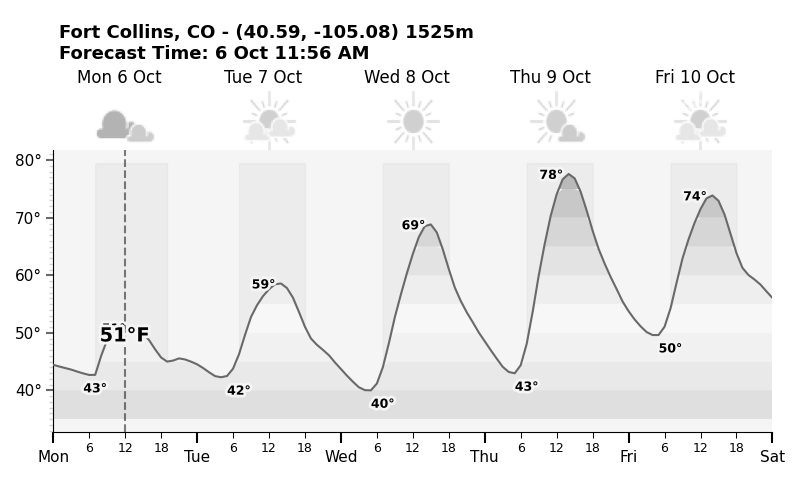 Fort Collins, CO - (40.59, -105.08) 1525m
Forecast Time: 6 Oct 11:56 AM
Mon 6 Oct Tue 7 Oct Wed 8 Oct Thu 9 Oct Fri 10 Oct
80°
78°
74°
70°
69°
60°
59°
51°F
50°
50°
43°
42°
43°
40°
40°
6 12 18 6 12 18 6 12 18 6 12 18 6 12 18
Mon Tue Wed Thu Fri Sat